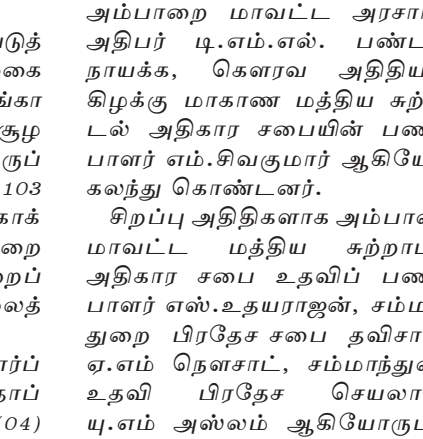 டுத்
கை
ங்கா
சூழ
ருப்
103
காக்
றை
றைப்
லைத்
ார்ப்
தாப்
(04)
அம்பாறை மாவட்ட அரசா
அதிபர் டி.எம்.எல். பண்ட
நாயக்க, கௌரவ அதிதிய
கிழக்கு மாகாண மத்திய சுற்
டல் அதிகார சபையின் பண
பாளர் எம்.சிவகுமார் ஆகியே
கலந்து கொண்டனர்.
சிறப்பு அதிதிகளாக அம்பா
மாவட்ட மத்திய சுற்றாட
அதிகார சபை உதவிப் பண
பாளர் எஸ்.உதயராஜன், சம்ம
துறை பிரதேச சபை தவிசா
ஏ.எம் நௌசாட், சம்மாந்து
உதவி பிரதேச செயலா
யு.எம் அஸ்லம் ஆகியோரு